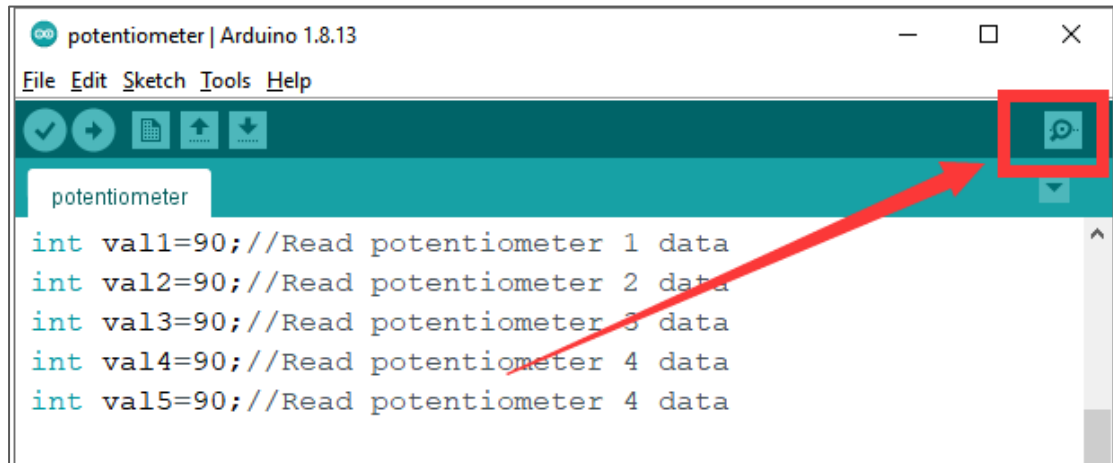 potentiometer | Arduino 1.8.13
File Edit Sketch Tools Help
potentiometer
int val1=90;//Read potentiometer 1 data
int val2=90;//Read potentiometer 2 data
int val3=90;//Read potentiometer 3 data
int val4=90;//Read potentiometer 4 data
int val5=90;//Read potentiometer 4 data